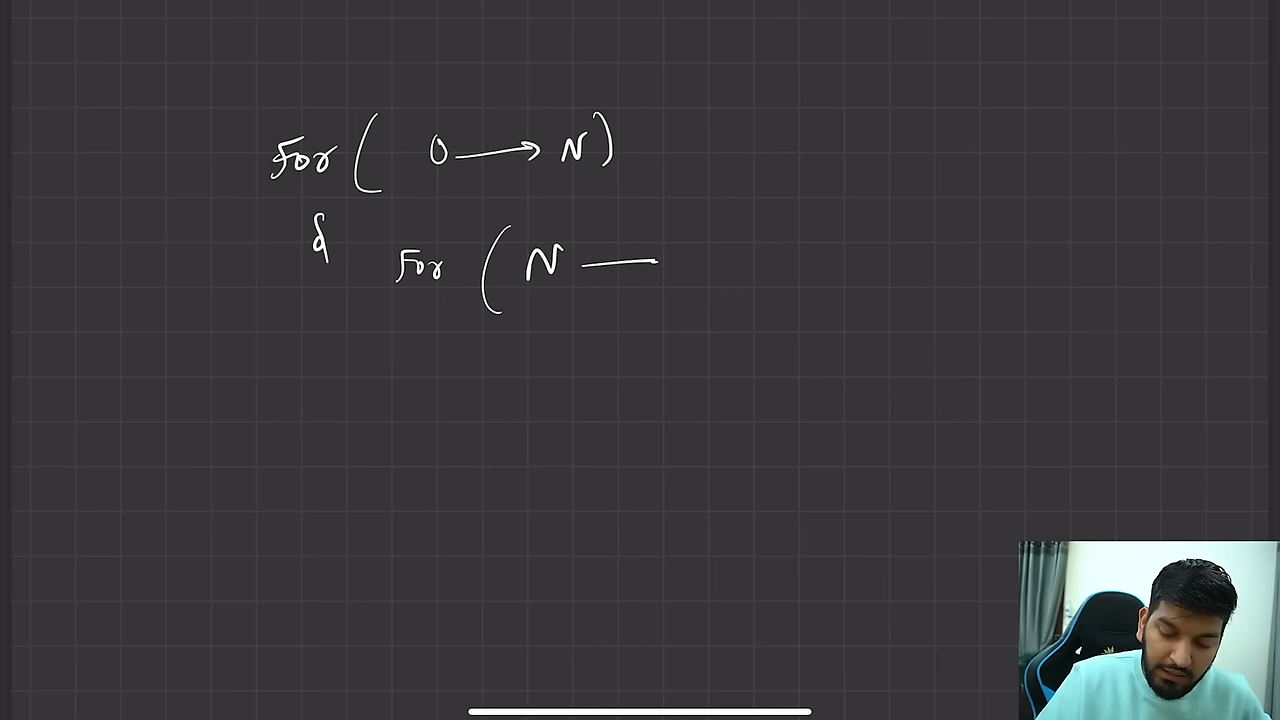 For ( 0 → N )
{
For ( N —